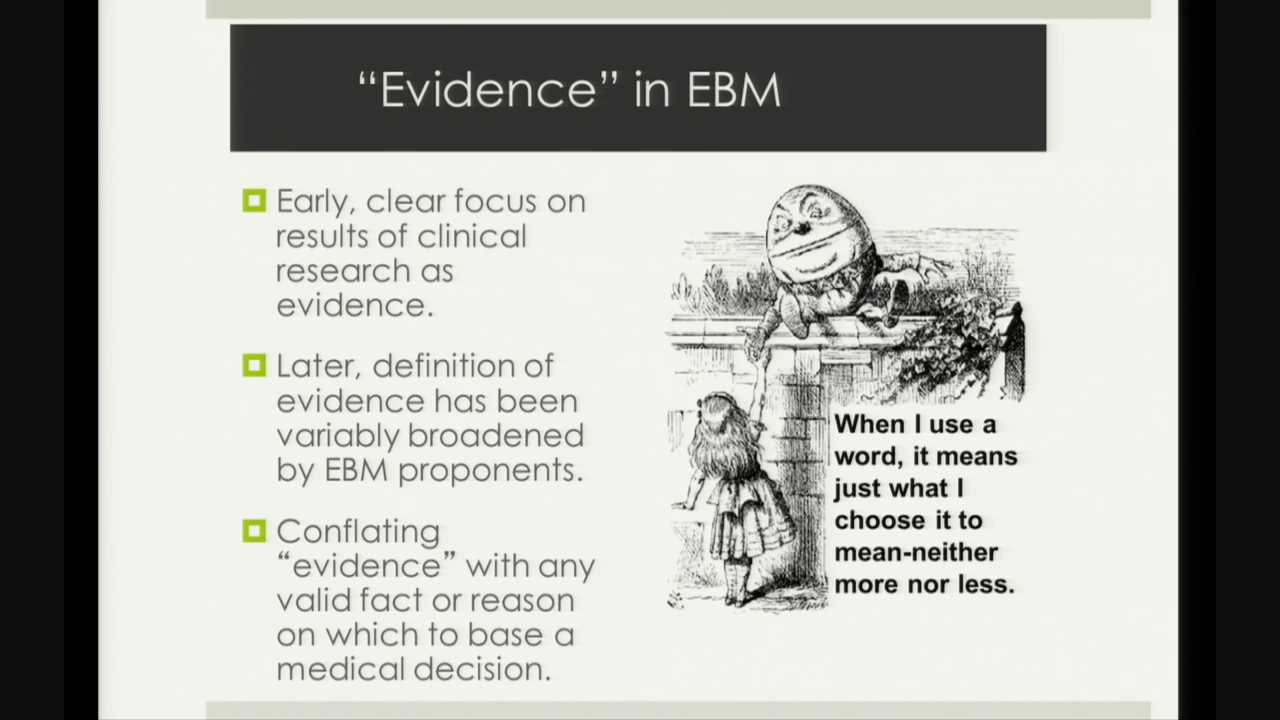 “Evidence” in EBM
Early, clear focus on
results of clinical
research as
evidence.
Later, definition of
evidence has been
variably broadened
by EBM proponents.
Conflating
“evidence” with any
valid fact or reason
on which to base a
medical decision.
When I use a
word, it means
just what I
choose it to
mean-neither
more nor less.